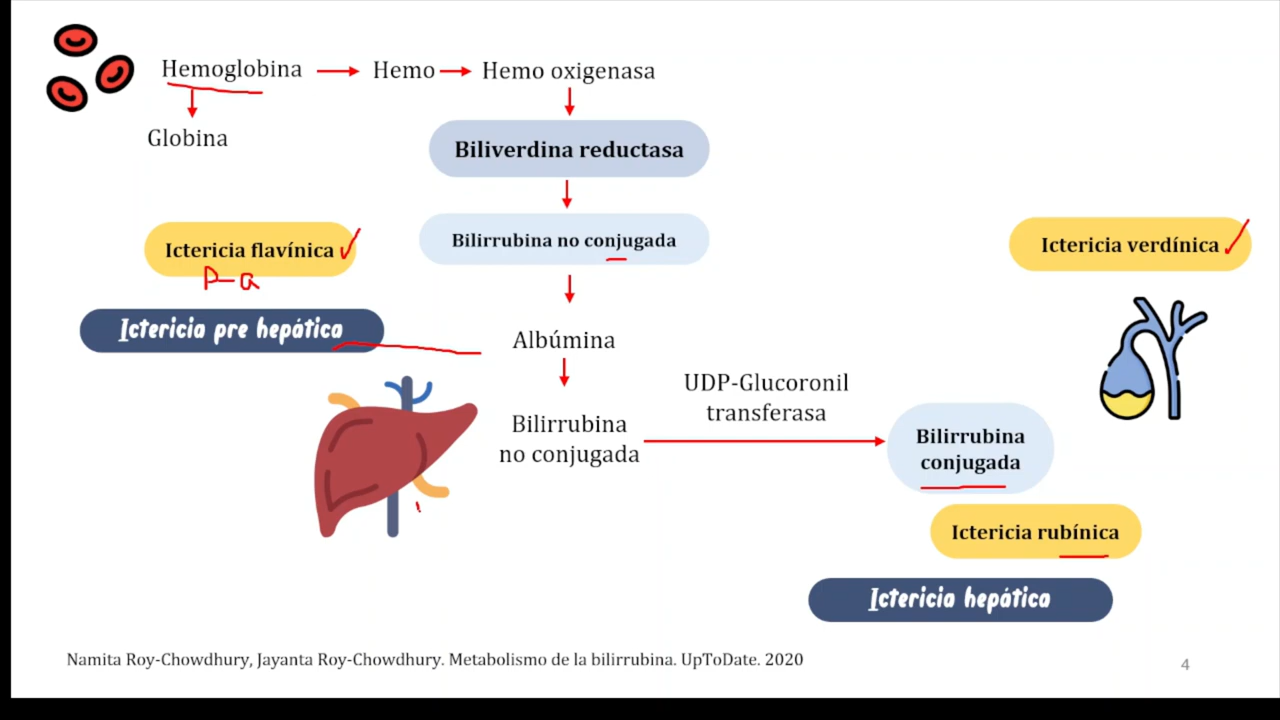 Hemoglobina
Hemo
Hemo oxigenasa
Globina
Biliverdina reductasa
Bilirrubina no conjugada
Ictericia flavínica
P-a
Ictericia verdínica
Ictericia pre hepática
Albúmina
UDP-Glucoronil
transferasa
Bilirrubina
no conjugada
Bilirrubina
conjugada
Ictericia rubínica
Ictericia hepática
Namita Roy-Chowdhury, Jayanta Roy-Chowdhury. Metabolismo de la bilirrubina. UpToDate. 2020
4